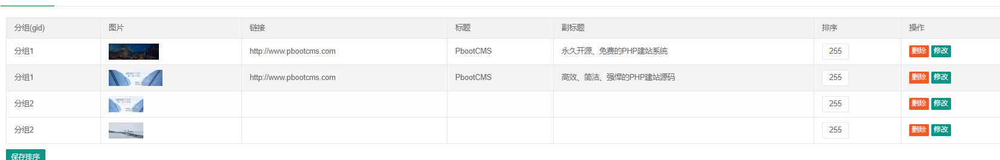 分组(gid) 图片 链接 标题 副标题 排序 操作
分组1 http://www.pbootcms.com PbootCMS 永久开源、免费的PHP建站系统 255 删除 修改
分组1 http://www.pbootcms.com PbootCMS 高效、简洁、强悍的PHP建站源码 255 删除 修改
分组2 255 删除 修改
分组2 255 删除 修改
保存排序